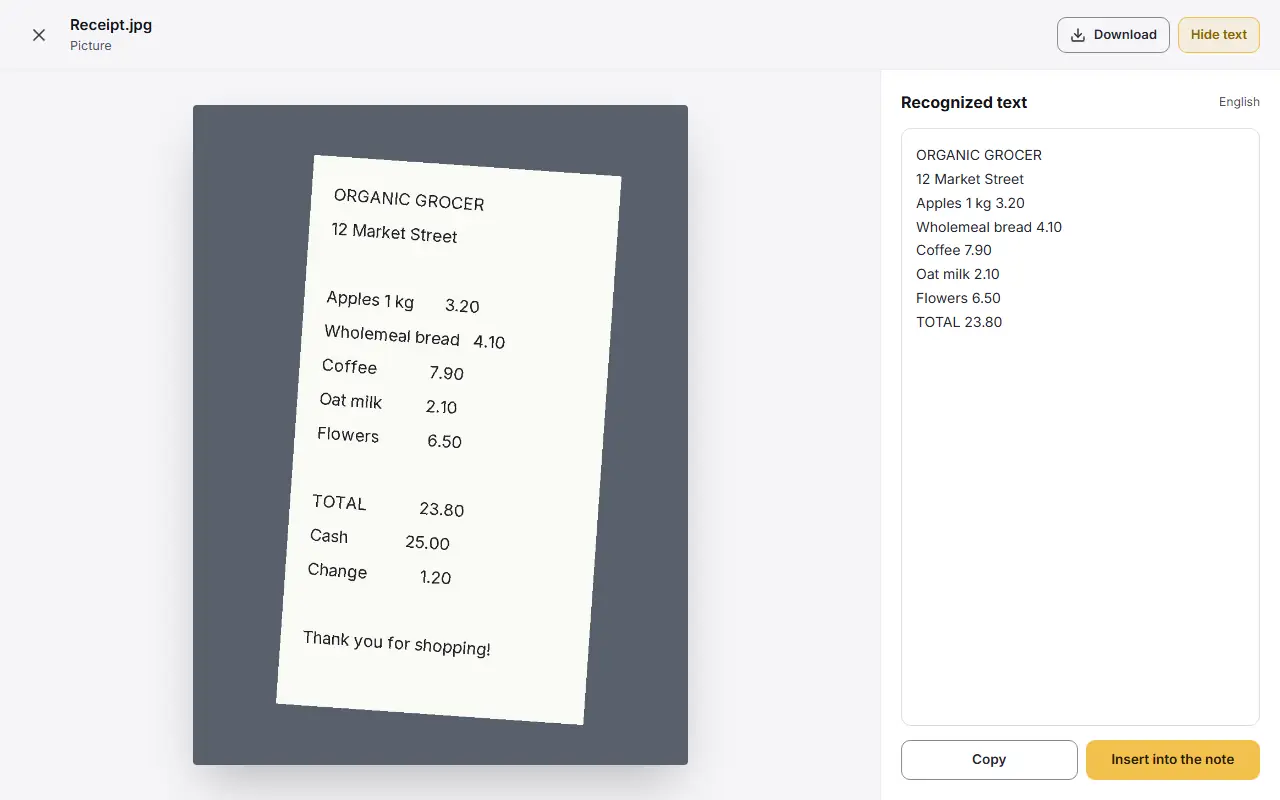 Receipt.jpg
Picture
Download
Hide text
ORGANIC GROCER
12 Market Street
Apples 1 kg 3.20
Wholemeal bread 4.10
Coffee 7.90
Oat milk 2.10
Flowers 6.50
TOTAL 23.80
Cash 25.00
Change 1.20
Thank you for shopping!
Recognized text
English
ORGANIC GROCER
12 Market Street
Apples 1 kg 3.20
Wholemeal bread 4.10
Coffee 7.90
Oat milk 2.10
Flowers 6.50
TOTAL 23.80
Copy
Insert into the note